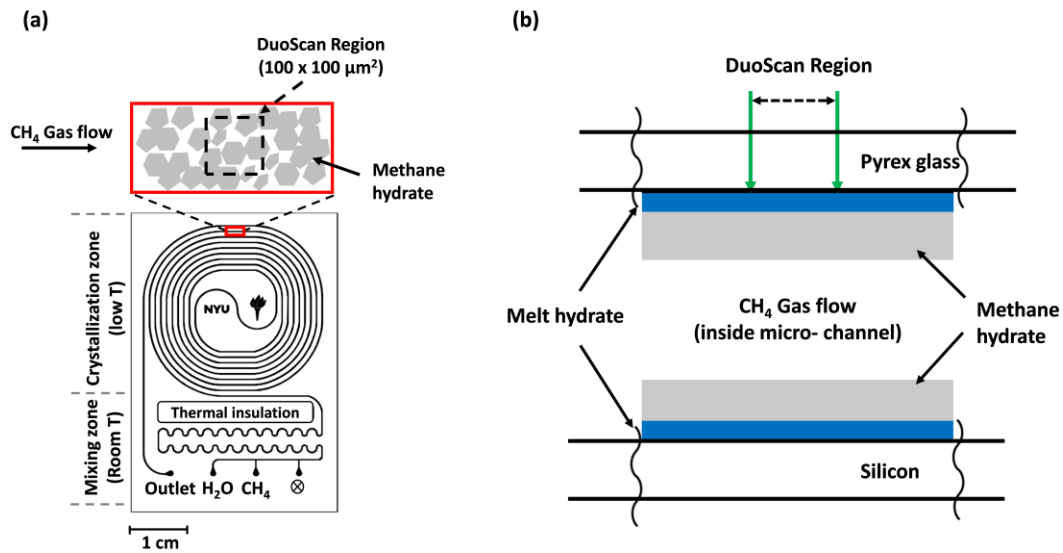 (a)
DuoScan Region
(100 x 100 μm²)
CH₄ Gas flow
Methane
hydrate
Crystallization zone
(low T)
NYU
Thermal insulation
Mixing zone
(Room T)
Outlet H₂O CH₄
1 cm
(b)
DuoScan Region
Pyrex glass
Melt hydrate
CH₄ Gas flow
(inside micro- channel)
Methane
hydrate
Silicon